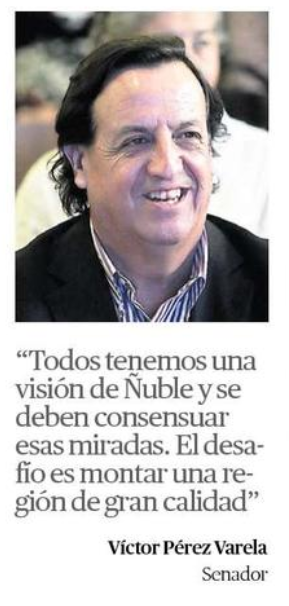 “Todos tenemos una
visión de Ñuble y se
deben consensuar
esas miradas. El desa-
fío es montar una re-
gión de gran calidad”
Víctor Pérez Varela
Senador